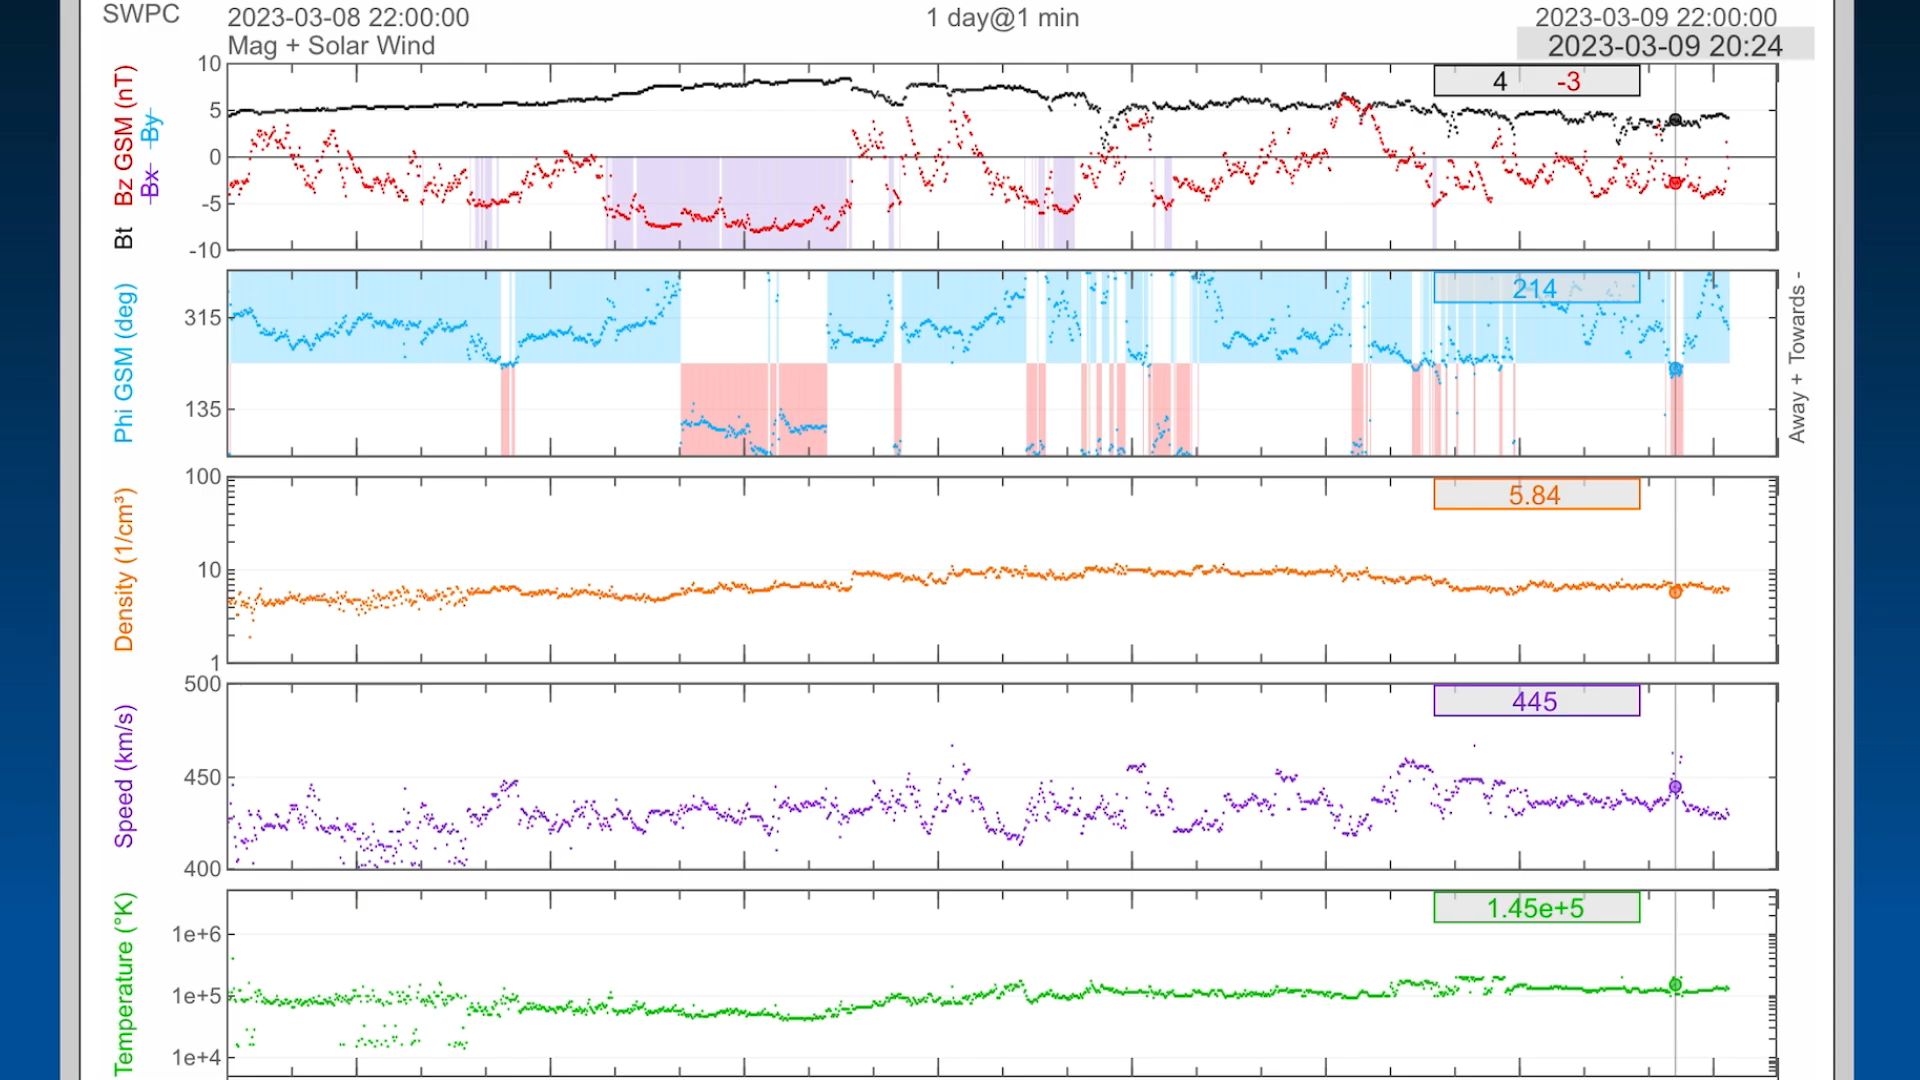 SWPC 2023-03-08 22:00:00 1 day@1 min 2023-03-09 22:00:00
Mag + Solar Wind 2023-03-09 20:24
Bt Bz GSM (nT)
Bx By
10
5
0
-5
-10
4 -3
Phi GSM (deg)
315
135
214
Away + Towards -
Density (1/cm³)
100
10
1
5.84
Speed (km/s)
500
450
400
445
Temperature (°K)
1e+6
1e+5
1e+4
1.45e+5